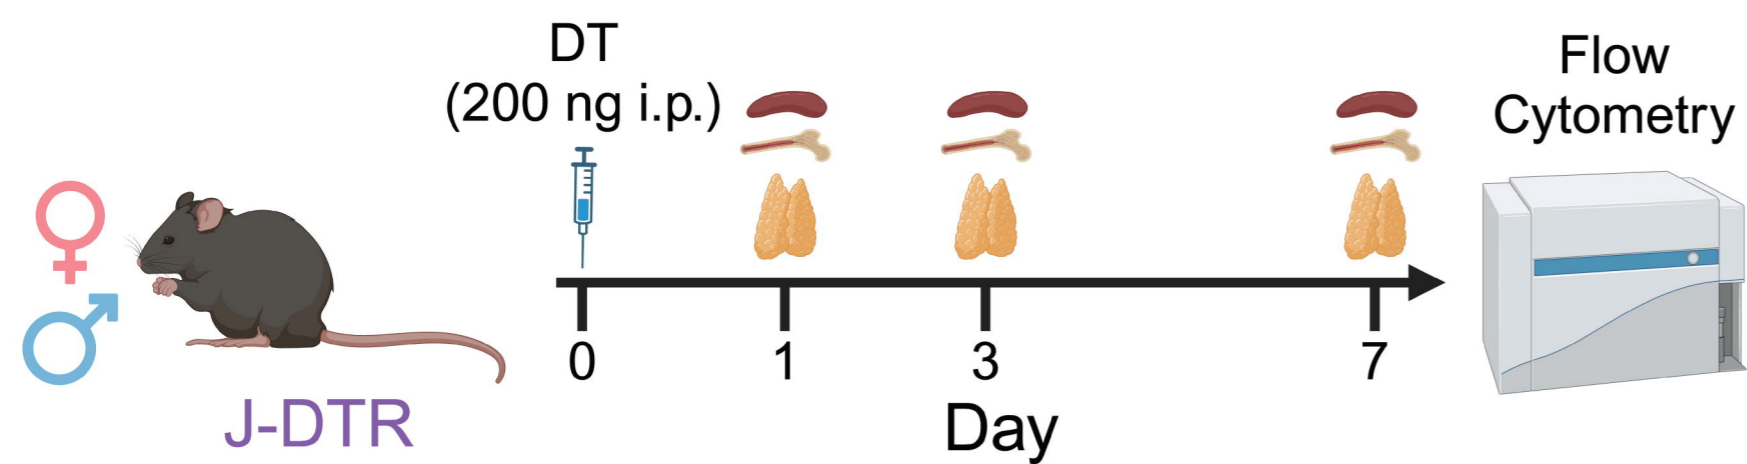 DT
(200 ng i.p.)
Flow
Cytometry
J-DTR
0 1 3 7
Day